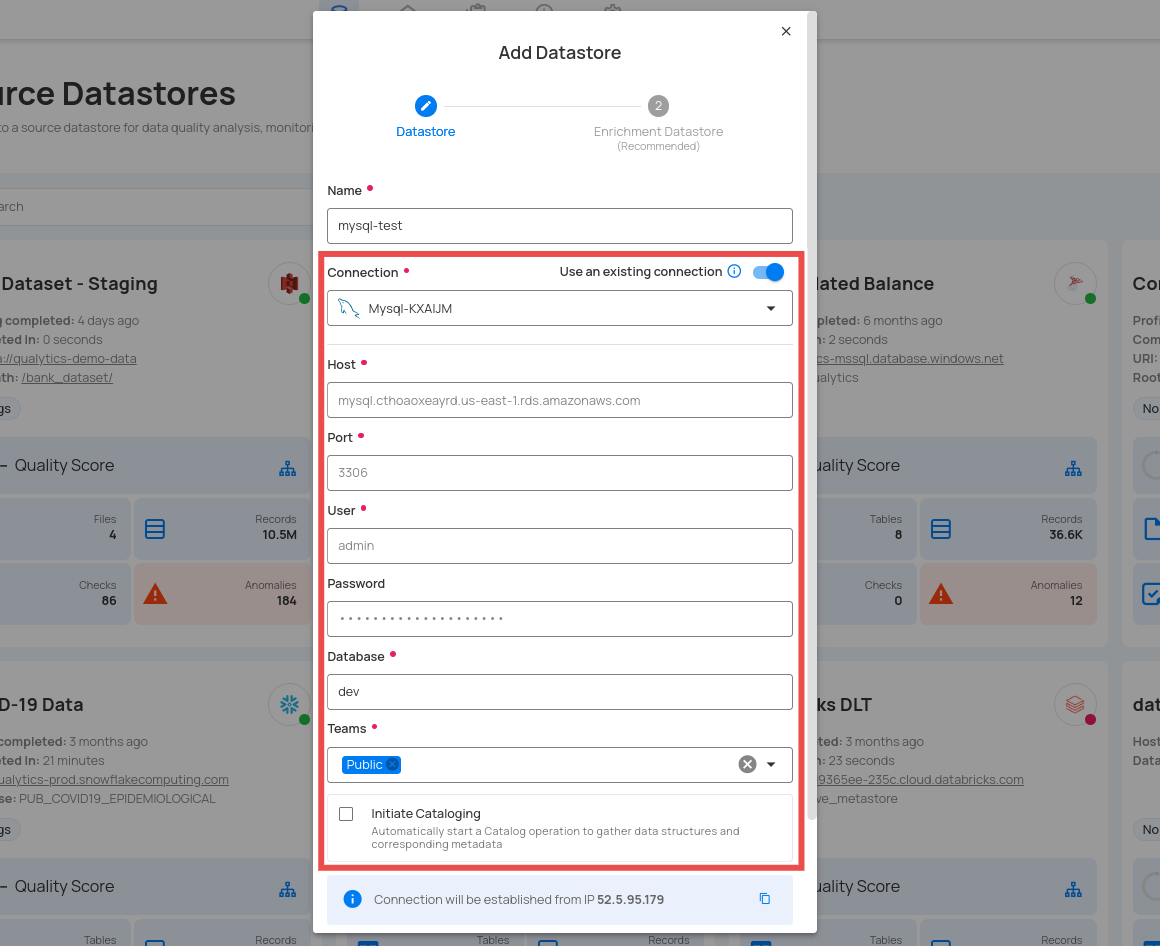 Add Datastore
2
Datastore
Enrichment Datastore
(Recommended)
Name
mysql-test
Connection
Use an existing connection
Mysql-KXAIJM
Host
mysql.cthoaoxeayrd.us-east-1.rds.amazonaws.com
Port
3306
User
admin
Password
Database
dev
Teams
Public
Initiate Cataloging
Automatically start a Catalog operation to gather data structures and
corresponding metadata
Connection will be established from IP 52.5.95.179
rce Datastores
to a source datastore for data quality analysis, monitori
arch
Dataset - Staging
g completed: 4 days ago
eted In: 0 seconds
a://qualytics-demo-data
ath: /bank_dataset/
gs
– Quality Score
Files
4
Records
10.5M
Checks
86
Anomalies
184
lated Balance
pleted: 6 months ago
n: 2 seconds
cs-mssql.database.windows.net
ualytics
uality Score
Tables
8
Records
36.6K
Checks
0
Anomalies
12
Co
Profi
Com
URI:
Root
No
D-19 Data
completed: 3 months ago
eted In: 21 minutes
ualytics-prod.snowflakecomputing.com
se: PUB_COVID19_EPIDEMIOLOGICAL
gs
– Quality Score
Tables
Records
Tables
Records
ks DLT
ted: 3 months ago
n: 23 seconds
9365ee-235c.cloud.databricks.com
ve_metastore
uality Score
Tables
Records
dat
Host
Data
No